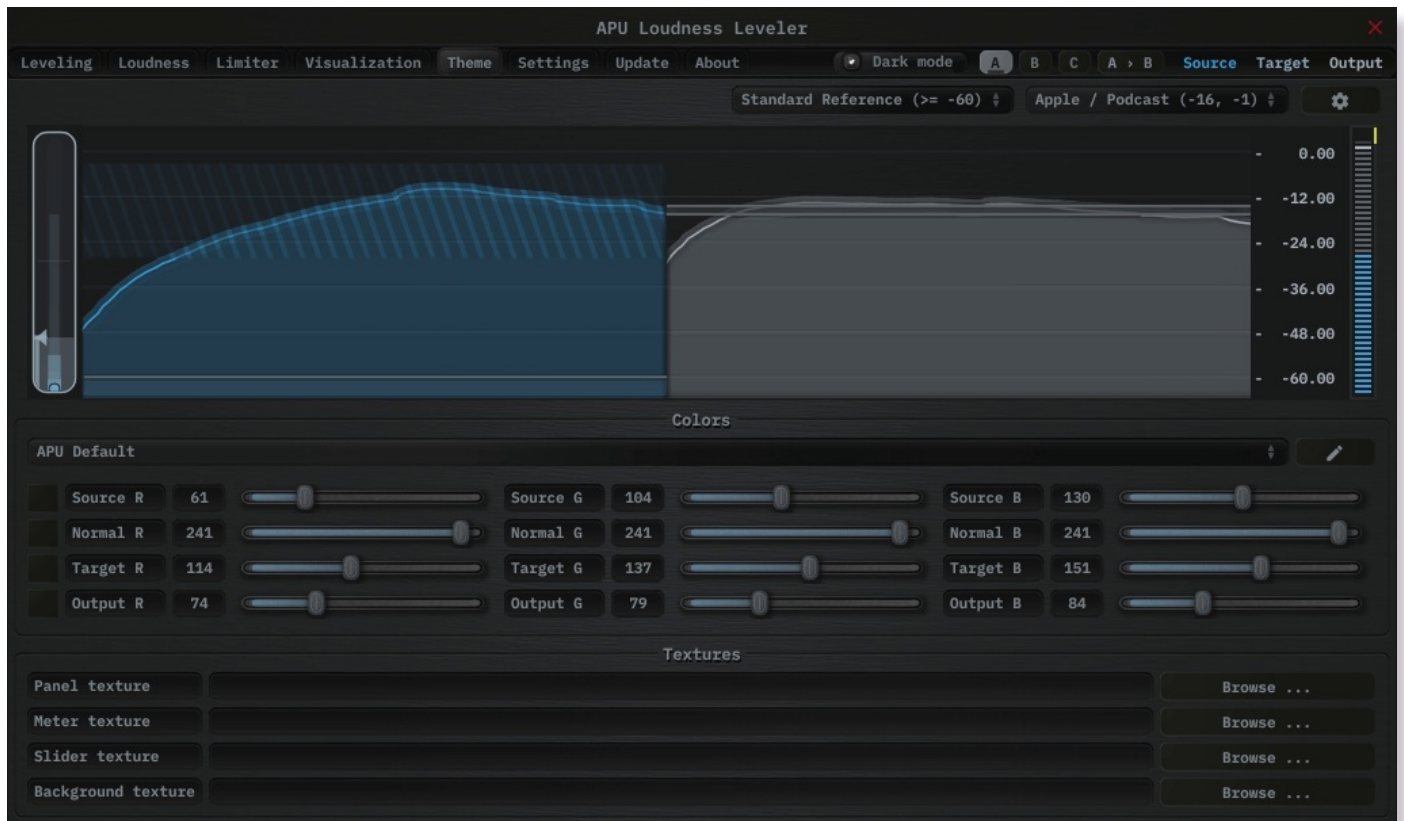 APU Loudness Leveler
Leveling Loudness Limiter Visualization Theme Settings Update About Dark mode A B C A › B Source Target Output
Standard Reference (>= -60) Apple / Podcast (-16, -1)
- 0.00
- -12.00
- -24.00
- -36.00
- -48.00
- -60.00
Colors
APU Default
Source R 61 Source G 104 Source B 130
Normal R 241 Normal G 241 Normal B 241
Target R 114 Target G 137 Target B 151
Output R 74 Output G 79 Output B 84
Textures
Panel texture Browse ...
Meter texture Browse ...
Slider texture Browse ...
Background texture Browse ...